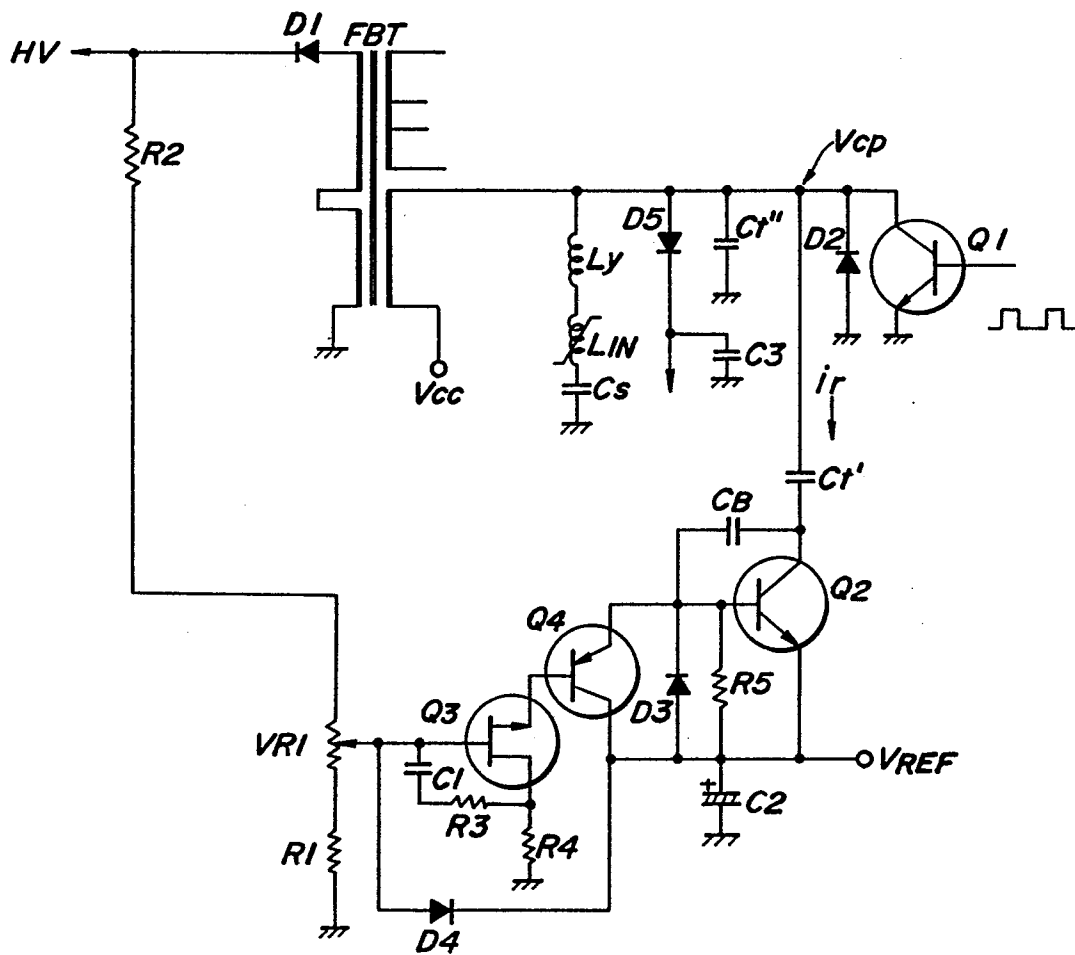 D1
FBT
HV
R2
Vcp
D5
Ct"
D2
Q1
Ly
LIN
C3
Cs
Vcc
ir
Ct'
CB
Q2
Q4
R5
D3
Q3
VR1
VREF
C1
+
C2
R3
R4
R1
D4